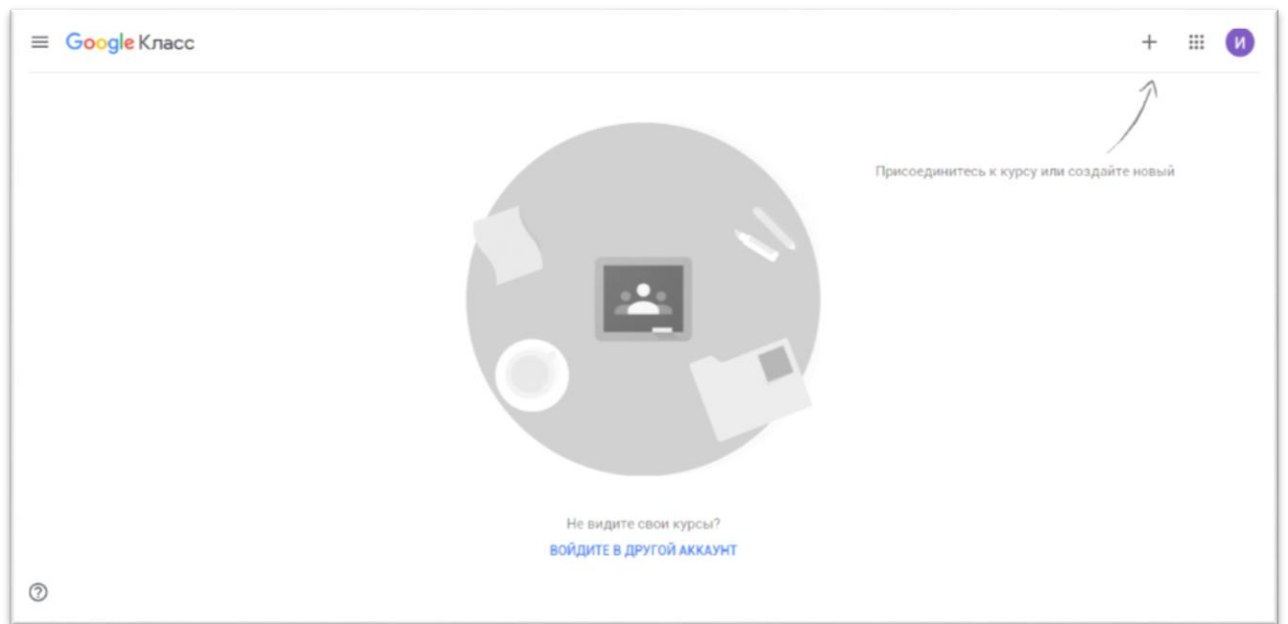 Google Класс
И
Присоединитесь к курсу или создайте новый
Не видите свои курсы?
ВОЙДИТЕ В ДРУГОЙ АККАУНТ
?